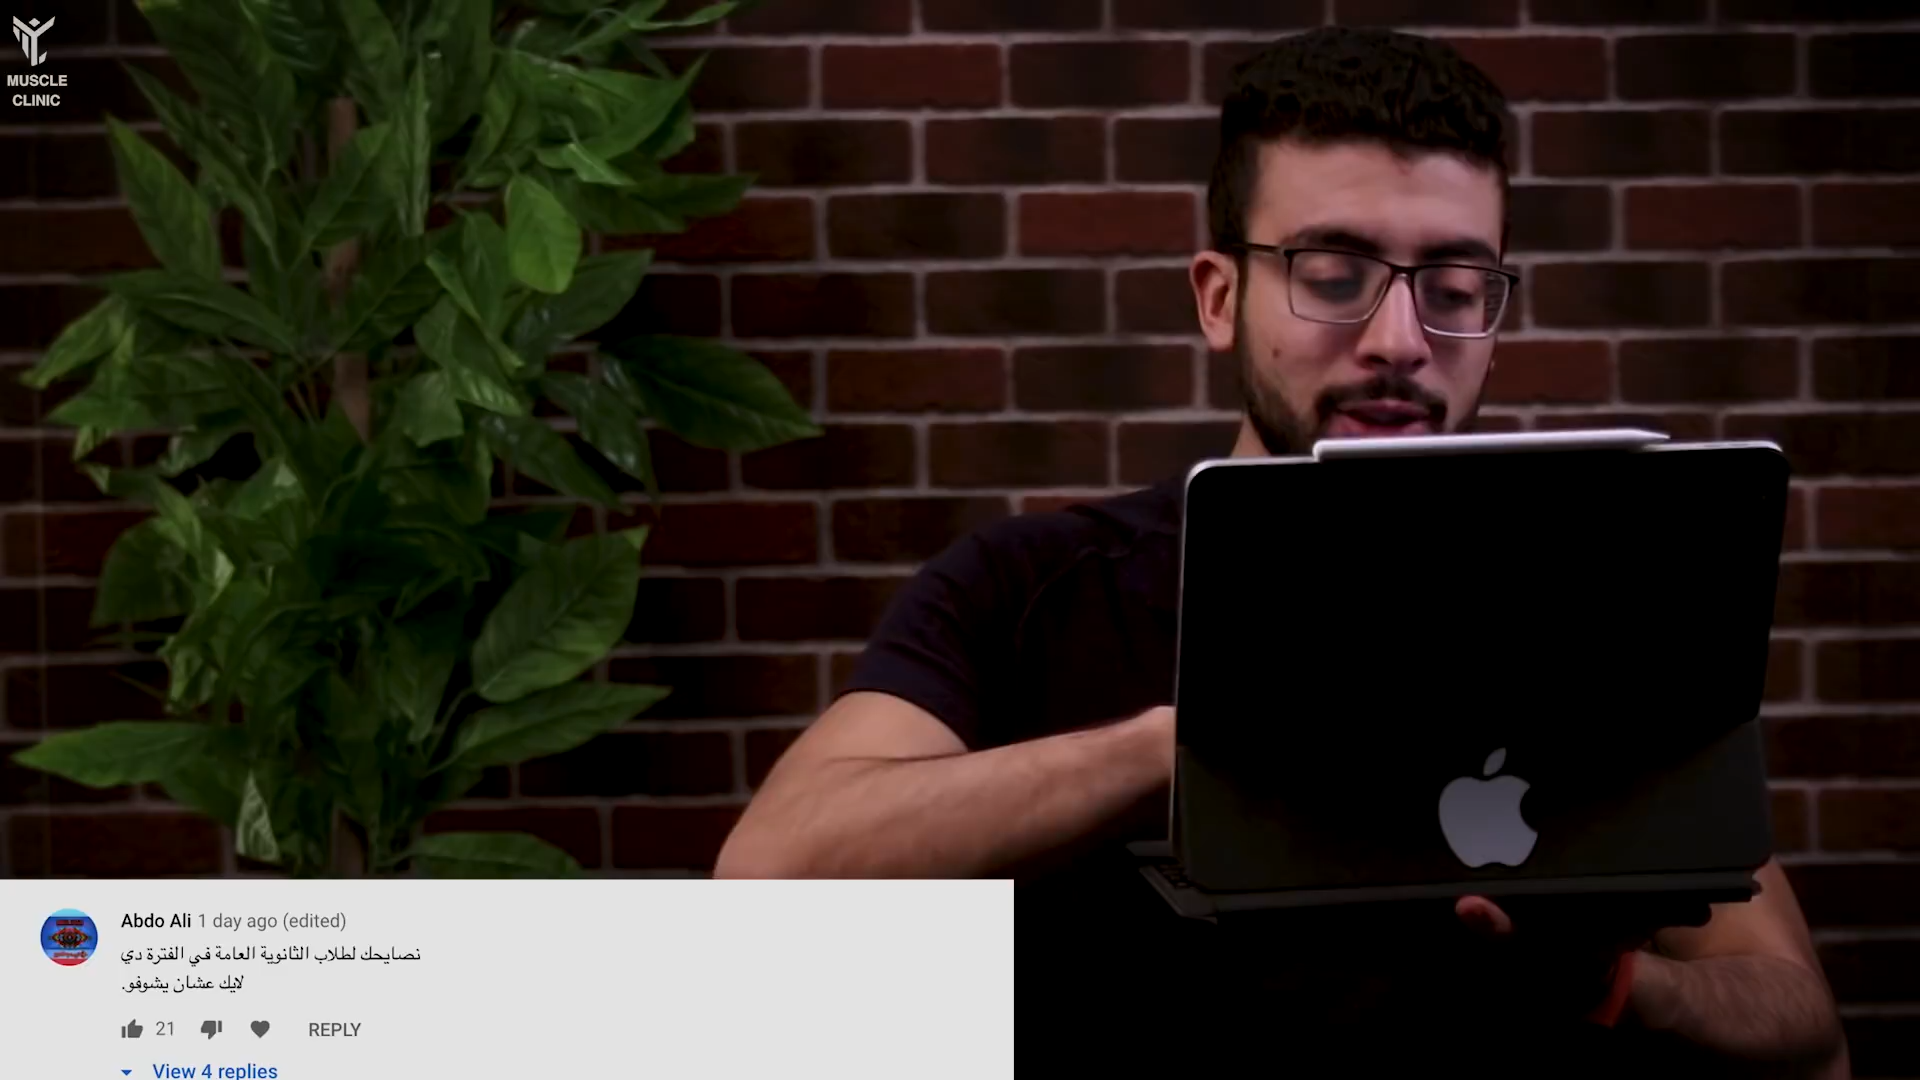 MUSCLE
CLINIC
Abdo Ali 1 day ago (edited)
نصايحك لطلاب الثانوية العامة في الفترة دي
لايك عشان يشوفو.
21 REPLY
View 4 replies